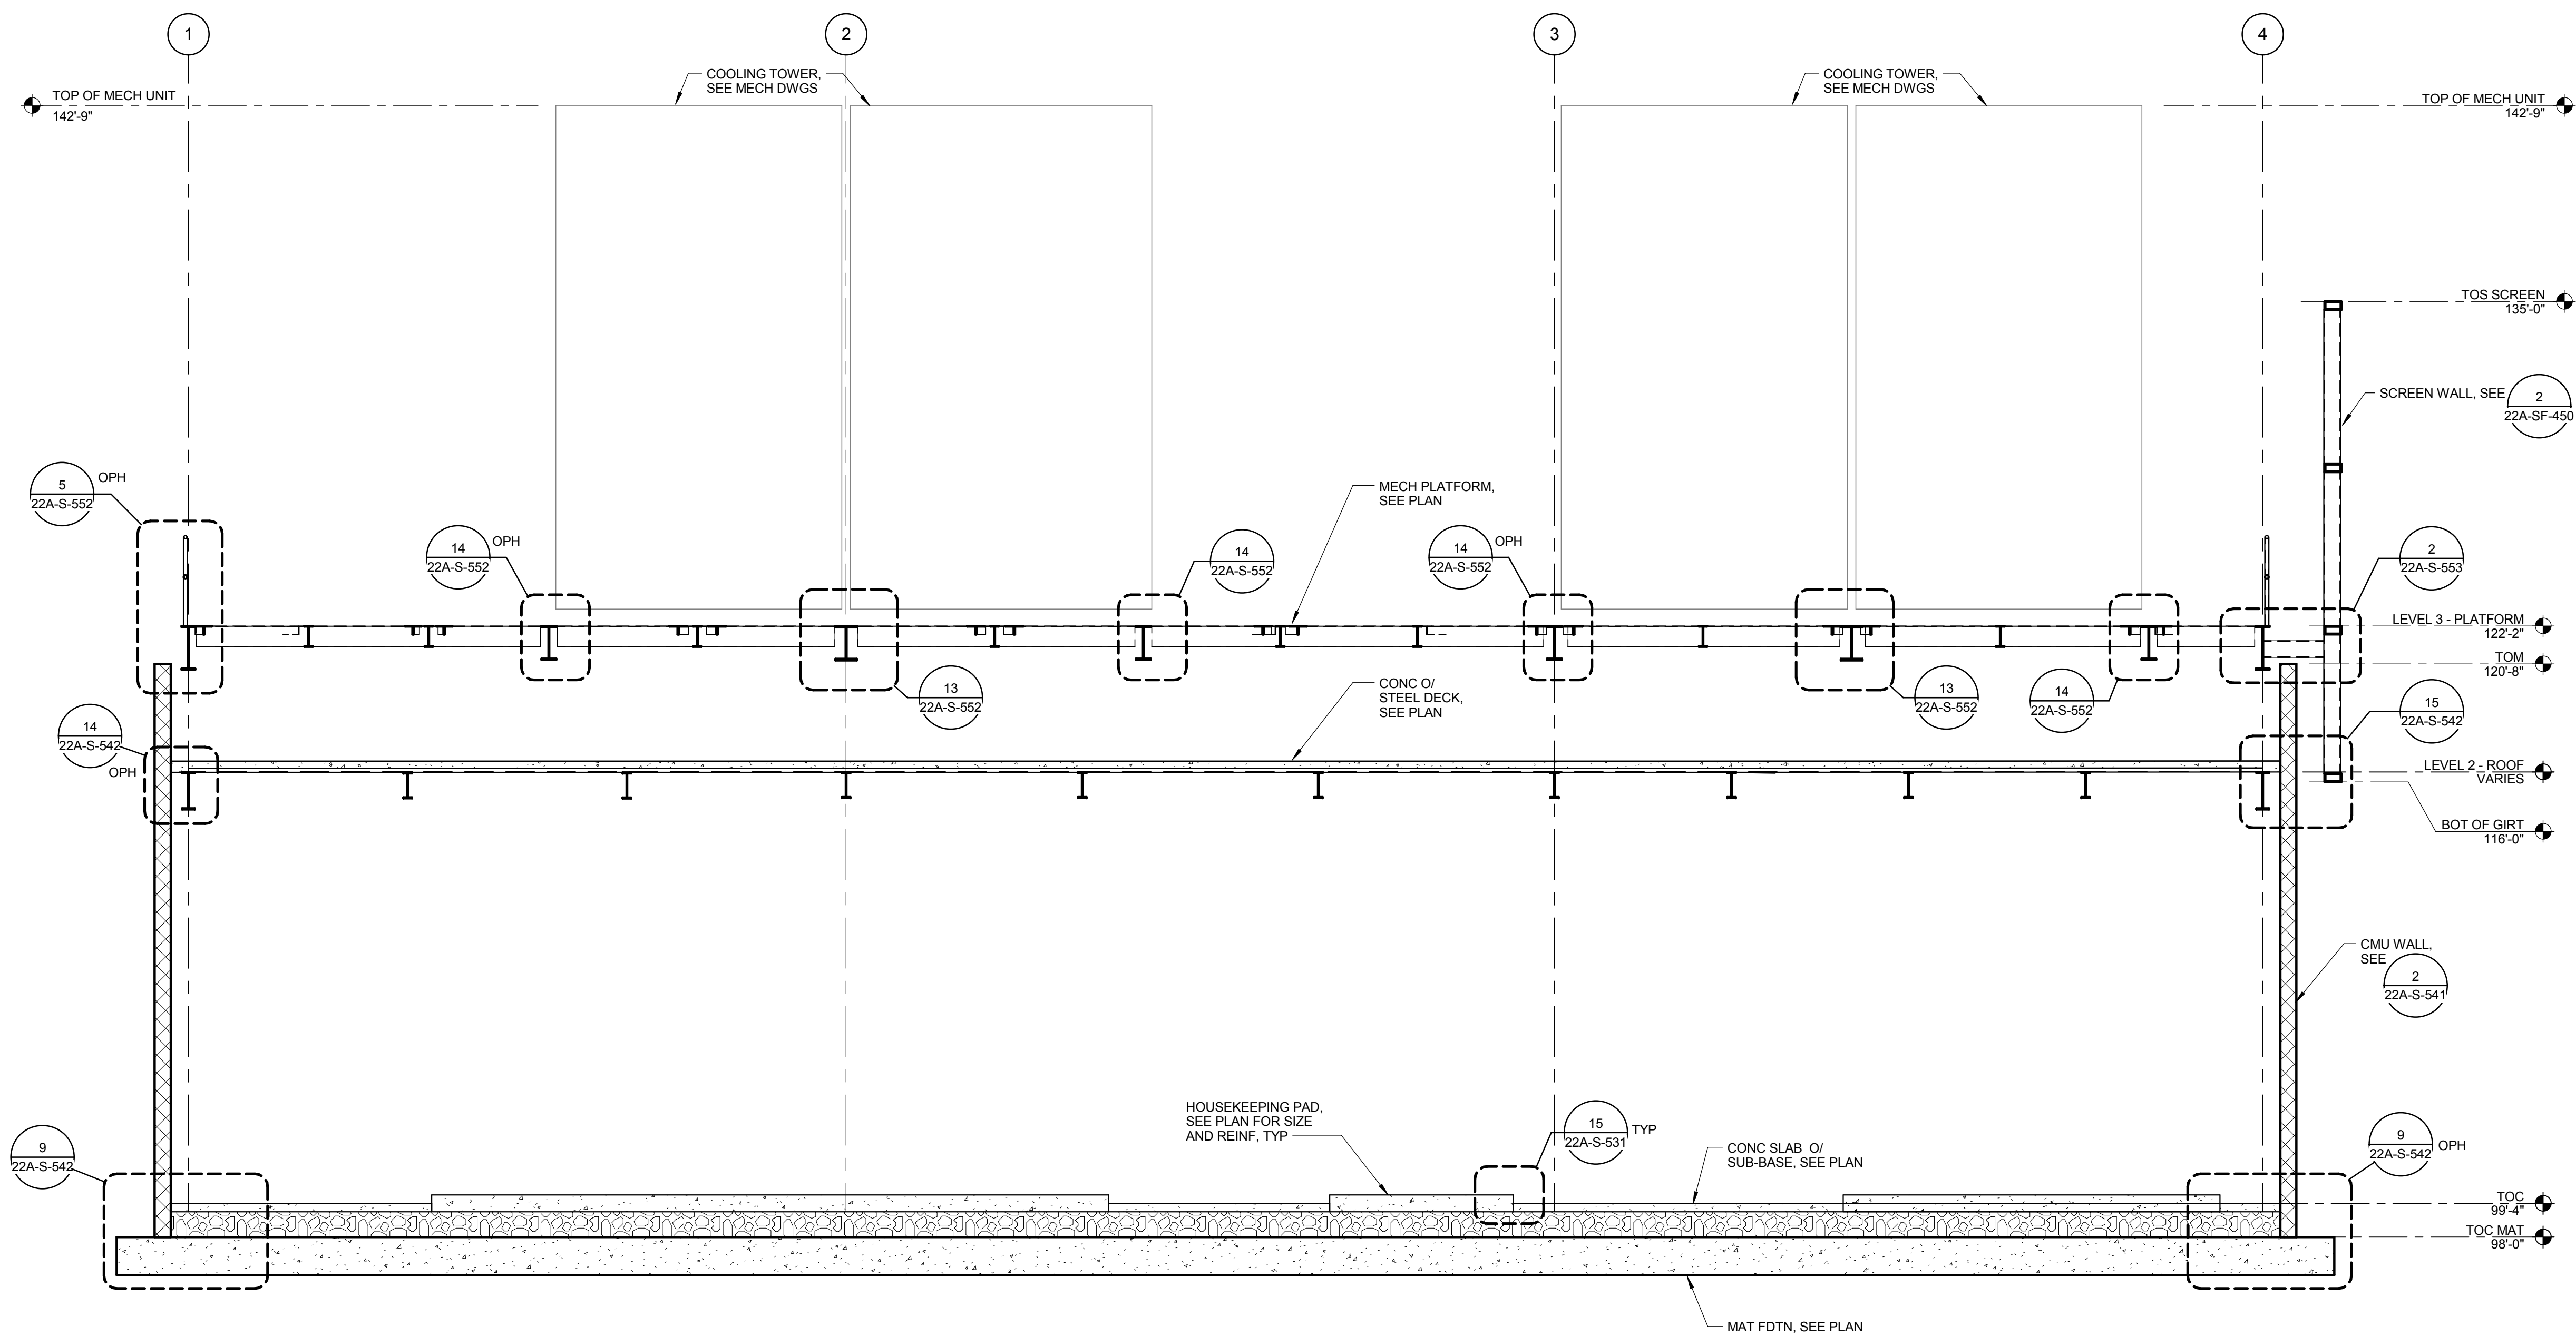 1
2
3
4
COOLING TOWER,
SEE MECH DWGS
COOLING TOWER,
SEE MECH DWGS
TOP OF MECH UNIT
142'-9"
TOP OF MECH UNIT
142'-9"
TOS SCREEN
135'-0"
SCREEN WALL, SEE
2
22A-SF-450
5
22A-S-552
OPH
MECH PLATFORM,
SEE PLAN
14
22A-S-552
OPH
14
22A-S-552
14
22A-S-552
OPH
2
22A-S-553
LEVEL 3 - PLATFORM
122'-2"
TOM
120'-8"
13
22A-S-552
CONC O/
STEEL DECK,
SEE PLAN
13
22A-S-552
14
22A-S-552
15
22A-S-542
14
22A-S-542
OPH
LEVEL 2 - ROOF
VARIES
BOT OF GIRT
116'-0"
CMU WALL,
SEE
2
22A-S-541
HOUSEKEEPING PAD,
SEE PLAN FOR SIZE
AND REINF, TYP
15
22A-S-531
TYP
CONC SLAB O/
SUB-BASE, SEE PLAN
9
22A-S-542
9
22A-S-542
OPH
TOC
99'-4"
TOC MAT
98'-0"
MAT FDTN, SEE PLAN